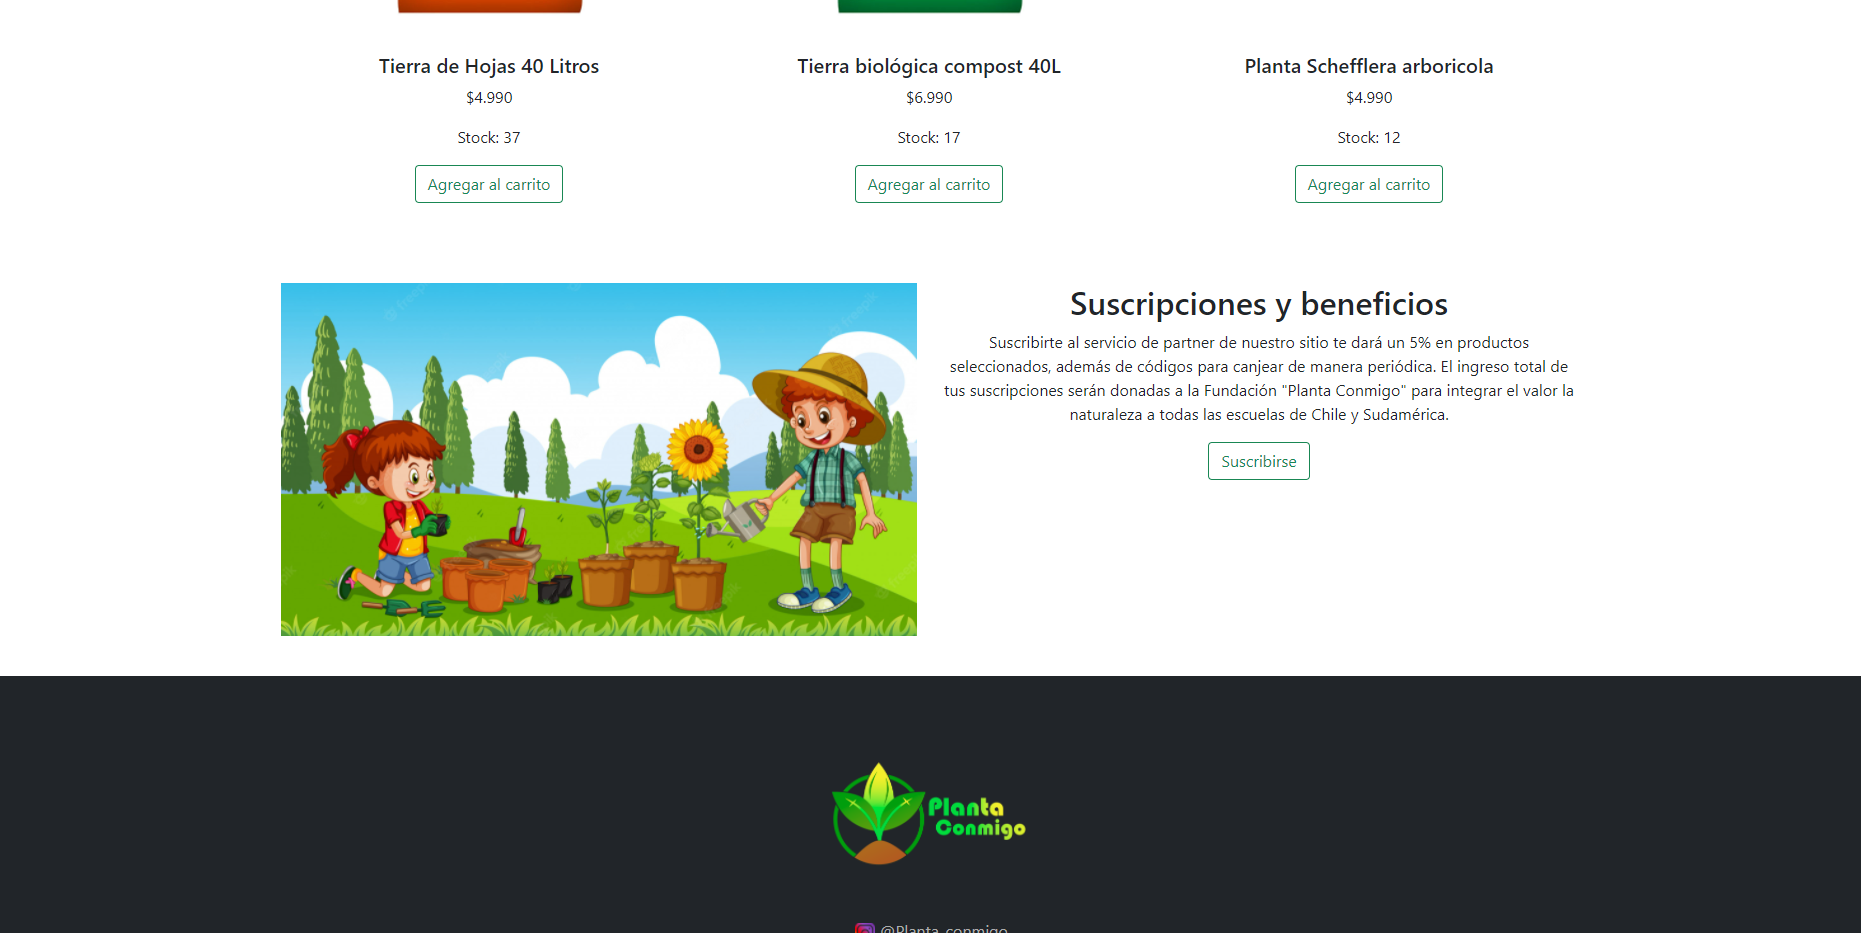 Tierra de Hojas 40 Litros
$4.990
Stock: 37
Agregar al carrito
Tierra biológica compost 40L
$6.990
Stock: 17
Agregar al carrito
Planta Schefflera arboricola
$4.990
Stock: 12
Agregar al carrito
Suscripciones y beneficios
Suscribirte al servicio de partner de nuestro sitio te dará un 5% en productos
seleccionados, además de códigos para canjear de manera periódica. El ingreso total de
tus suscripciones serán donadas a la Fundación "Planta Conmigo" para integrar el valor la
naturaleza a todas las escuelas de Chile y Sudamérica.
Suscribirse
Planta
Conmigo
@Planta_conmigo